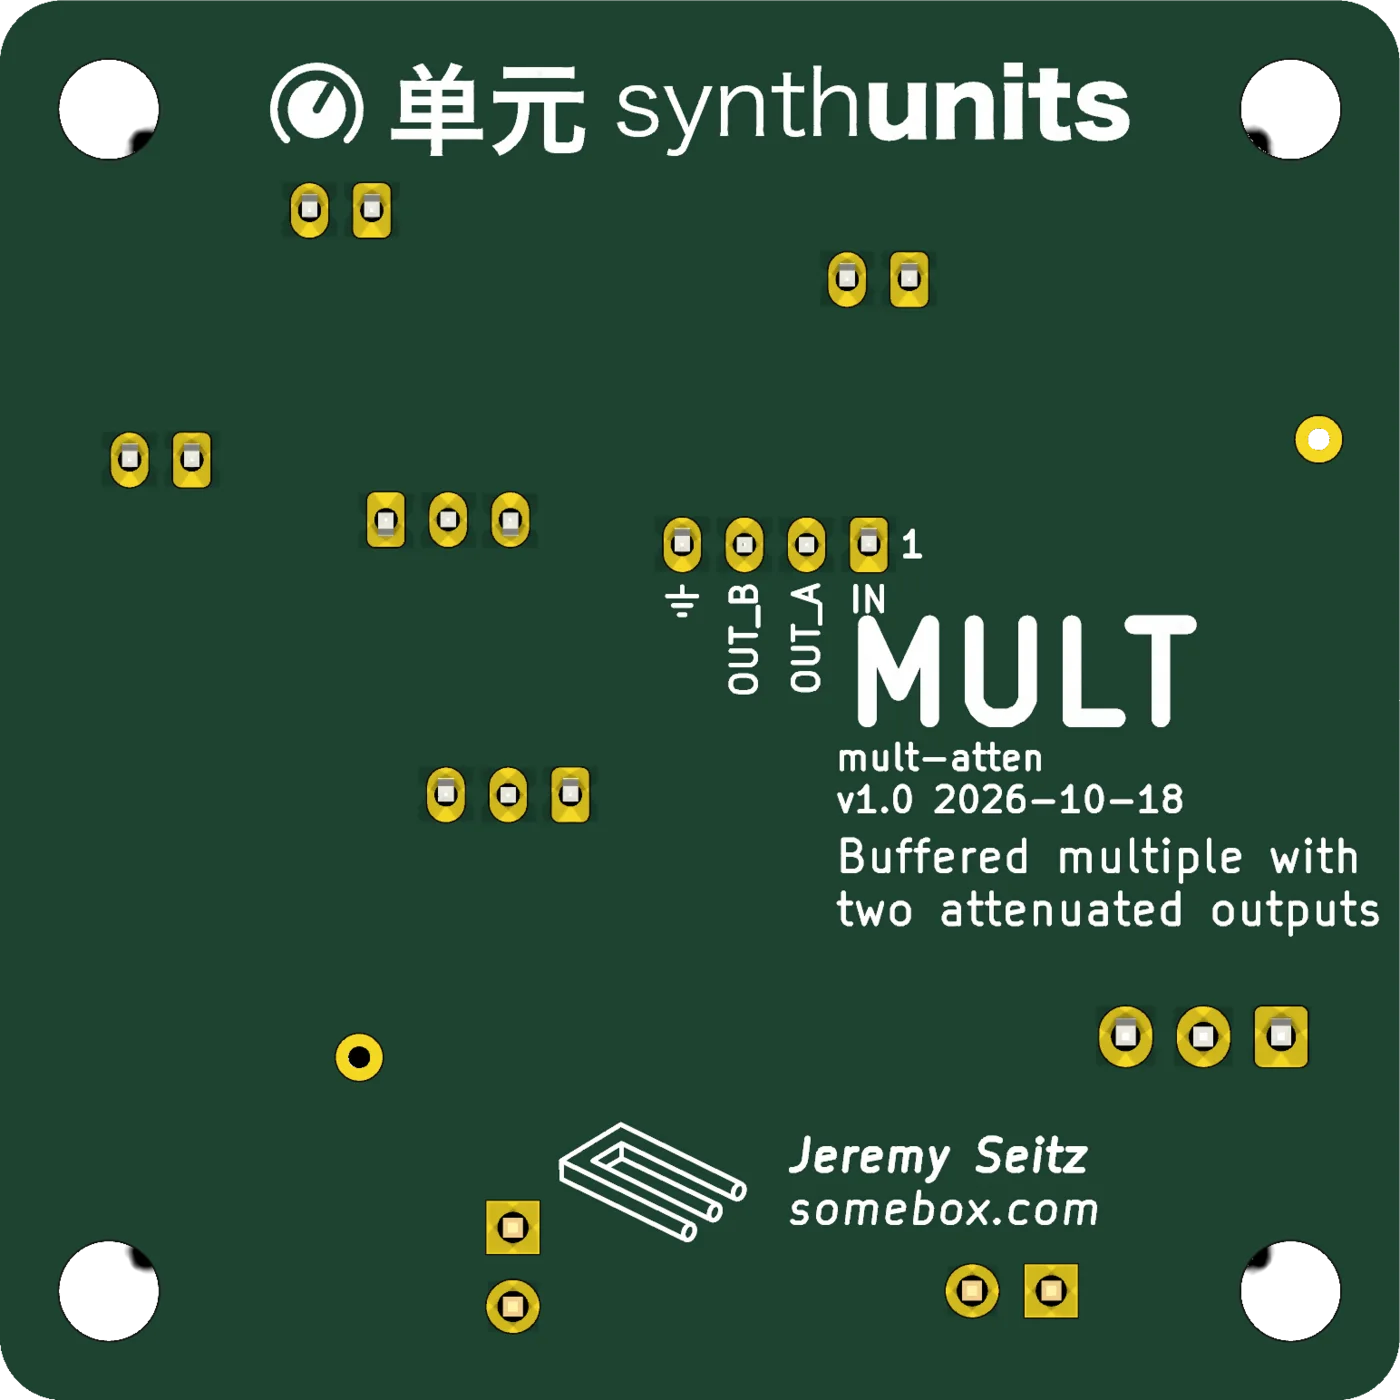 单元 synthunits
1
IN
OUT_A
OUT_B
MULT
mult-atten
v1.0 2026-10-18
Buffered multiple with
two attenuated outputs
Jeremy Seitz
somebox.com